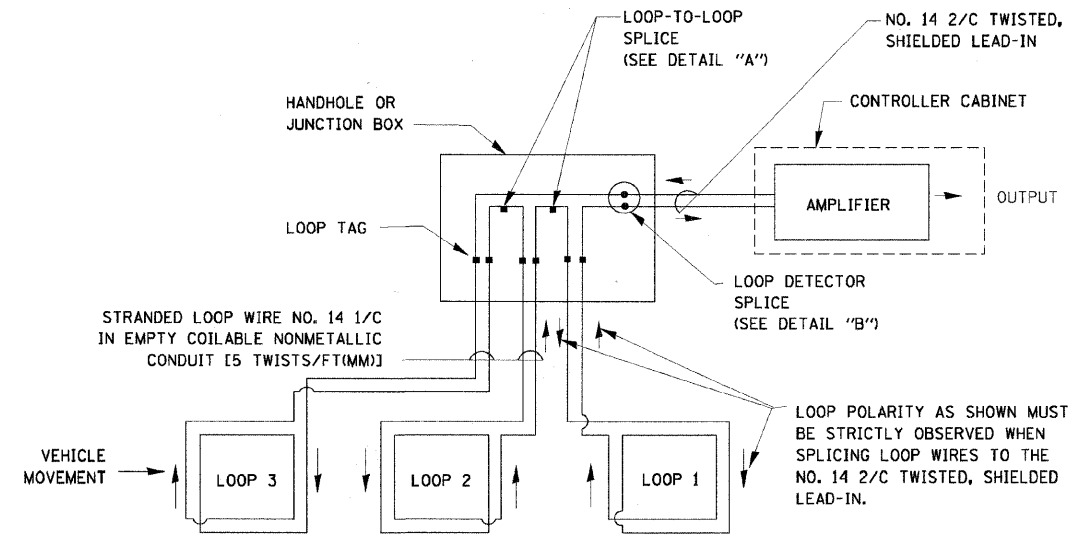 LOOP-TO-LOOP
SPLICE
(SEE DETAIL "A")
NO. 14 2/C TWISTED,
SHIELDED LEAD-IN
HANDHOLE OR
JUNCTION BOX
CONTROLLER CABINET
AMPLIFIER
OUTPUT
LOOP TAG
LOOP DETECTOR
SPLICE
(SEE DETAIL "B")
STRANDED LOOP WIRE NO. 14 1/C
IN EMPTY COILABLE NONMETALLIC
CONDUIT [5 TWISTS/FT(MM)]
LOOP POLARITY AS SHOWN MUST
BE STRICTLY OBSERVED WHEN
SPLICING LOOP WIRES TO THE
NO. 14 2/C TWISTED, SHIELDED
LEAD-IN.
VEHICLE
MOVEMENT
LOOP 3
LOOP 2
LOOP 1